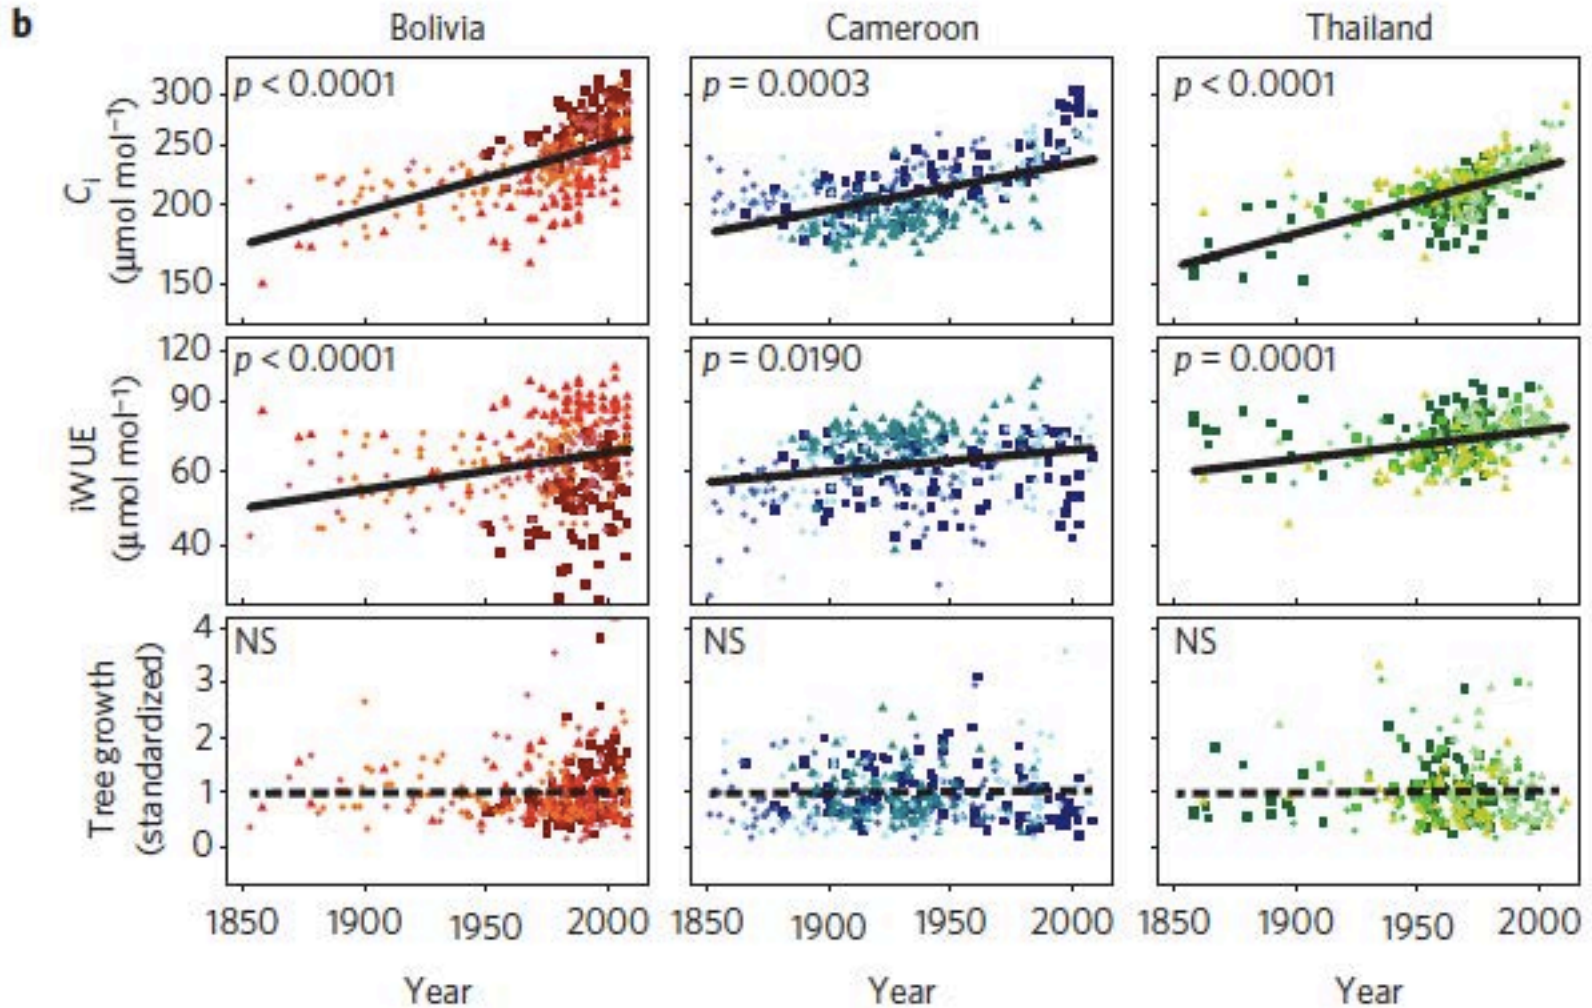 b
Bolivia Cameroon Thailand
Cᵢ
(μmol mol⁻¹)
300
250
200
150
p < 0.0001
p = 0.0003
p < 0.0001
iWUE
(μmol mol⁻¹)
120
90
60
40
p < 0.0001
p = 0.0190
p = 0.0001
Tree growth
(standardized)
4
3
2
1
0
NS
NS
NS
1850 1900 1950 2000 1850 1900 1950 2000 1850 1900 1950 2000
Year Year Year